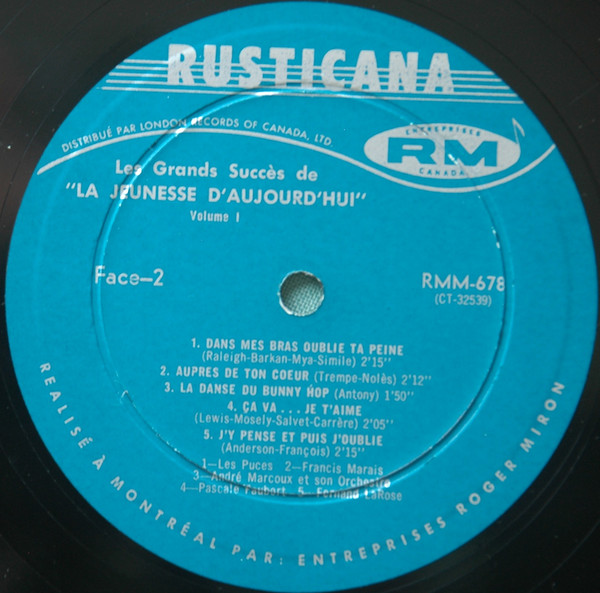 RUSTICANA
DISTRIBUÉ PAR LONDON RECORDS OF CANADA, LTD.
ENTREPRISE
RM
CANADA
Les Grands Succès de
"LA JEUNESSE D'AUJOURD'HUI"
Volume I
Face—2
RMM-678
(CT-32539)
1. DANS MES BRAS OUBLIE TA PEINE
(Raleigh-Barkan-Mya-Simile) 2'15"
2. AUPRES DE TON COEUR (Trempe-Nolès) 2'12"
3. LA DANSE DU BUNNY HOP (Antony) 1'50"
4. ÇA VA . . . JE T'AIME
(Lewis-Mosely-Salvet-Carrère) 2'05"
5. J'Y PENSE ET PUIS J'OUBLIE
(Anderson-François) 2'15"
1—Les Puces 2—Francis Marais
3—André Marcoux et son Orchestre
4—Pascale Faubert 5—Fernand LaRose
REALISÉ À MONTRÉAL PAR: ENTREPRISES ROGER MIRON